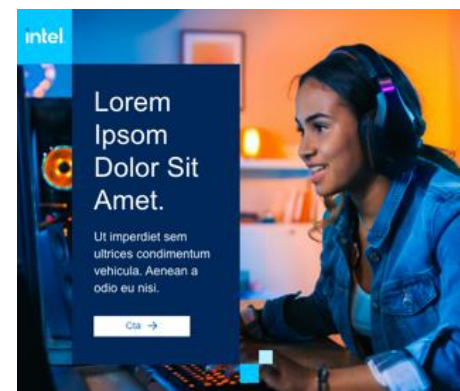 intel
Lorem
Ipsom
Dolor Sit
Amet.
Ut imperdiet sem
ultrices condimentum
vehicula. Aenean a
odio eu nisi.
Cta →